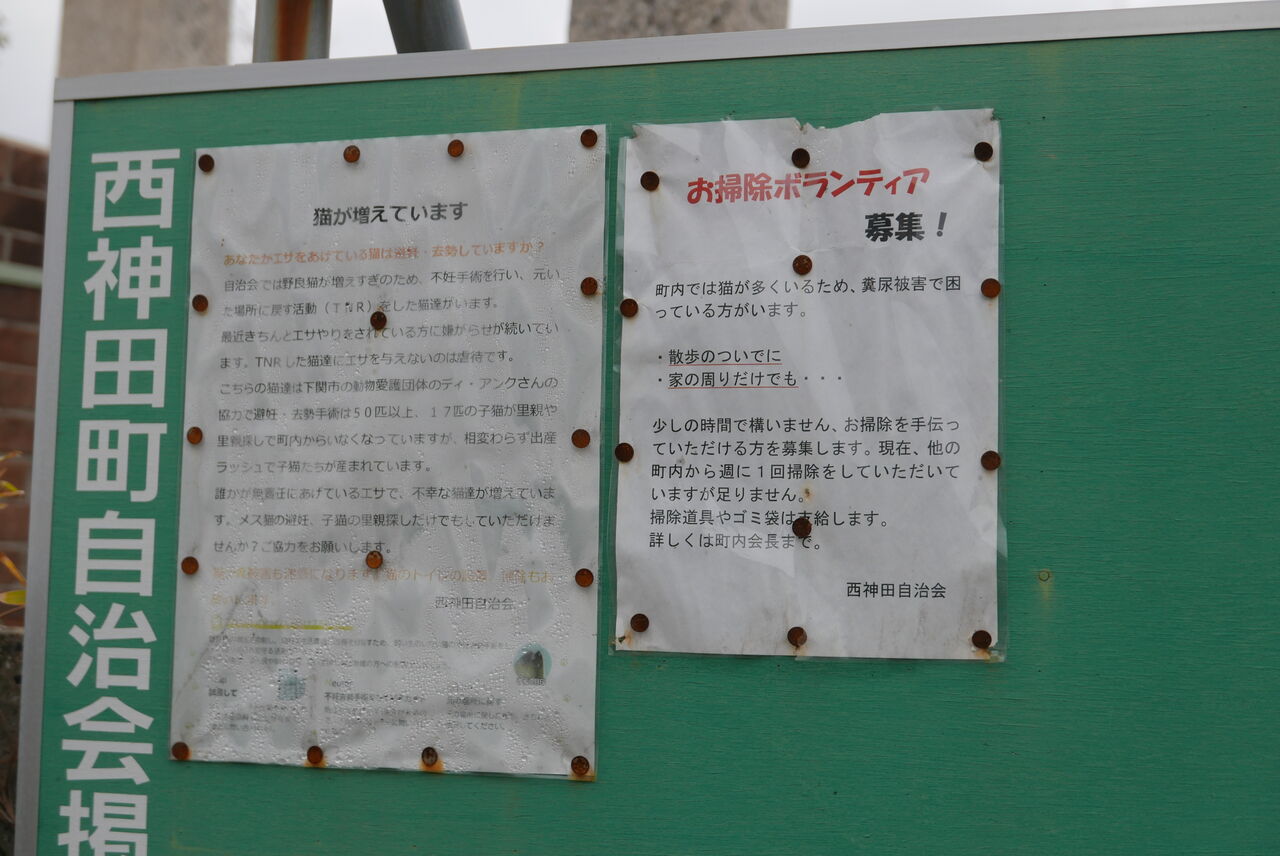 西神田町自治会掲
猫が増えています
あなたがエサをあげている猫は避妊・去勢していますか？
自治会では野良猫が増えすぎのため、不妊手術を行い、元い
た場所に戻す活動（TNR）をした猫達がいます。
最近きちんとエサやりをされている方に嫌がらせが続いてい
ます。TNRした猫達にエサを与えないのは虐待です。
こちらの猫達は下関市の動物愛護団体のディ・アンクさんの
協力で避妊・去勢手術は５０匹以上、１７匹の子猫が里親や
里親探しで町内からいなくなっていますが、相変わらず出産
ラッシュで子猫たちが産まれています。
誰かが無責任にあげているエサで、不幸な猫達が増えていま
す。メス猫の避妊、子猫の里親探しだけでもしていただけま
せんか？ご協力をお願いします。
被害も迷惑になります。猫のトイレの設置、掃除もお
西神田自治会
お掃除ボランティア
募集！
町内では猫が多くいるため、糞尿被害で困
っている方がいます。
・散歩のついでに
・家の周りだけでも・・・
少しの時間で構いません、お掃除を手伝っ
ていただける方を募集します。現在、他の
町内から週に１回掃除をしていただいて
いますが足りません。
掃除道具やゴミ袋は支給します。
詳しくは町内会長まで。
西神田自治会